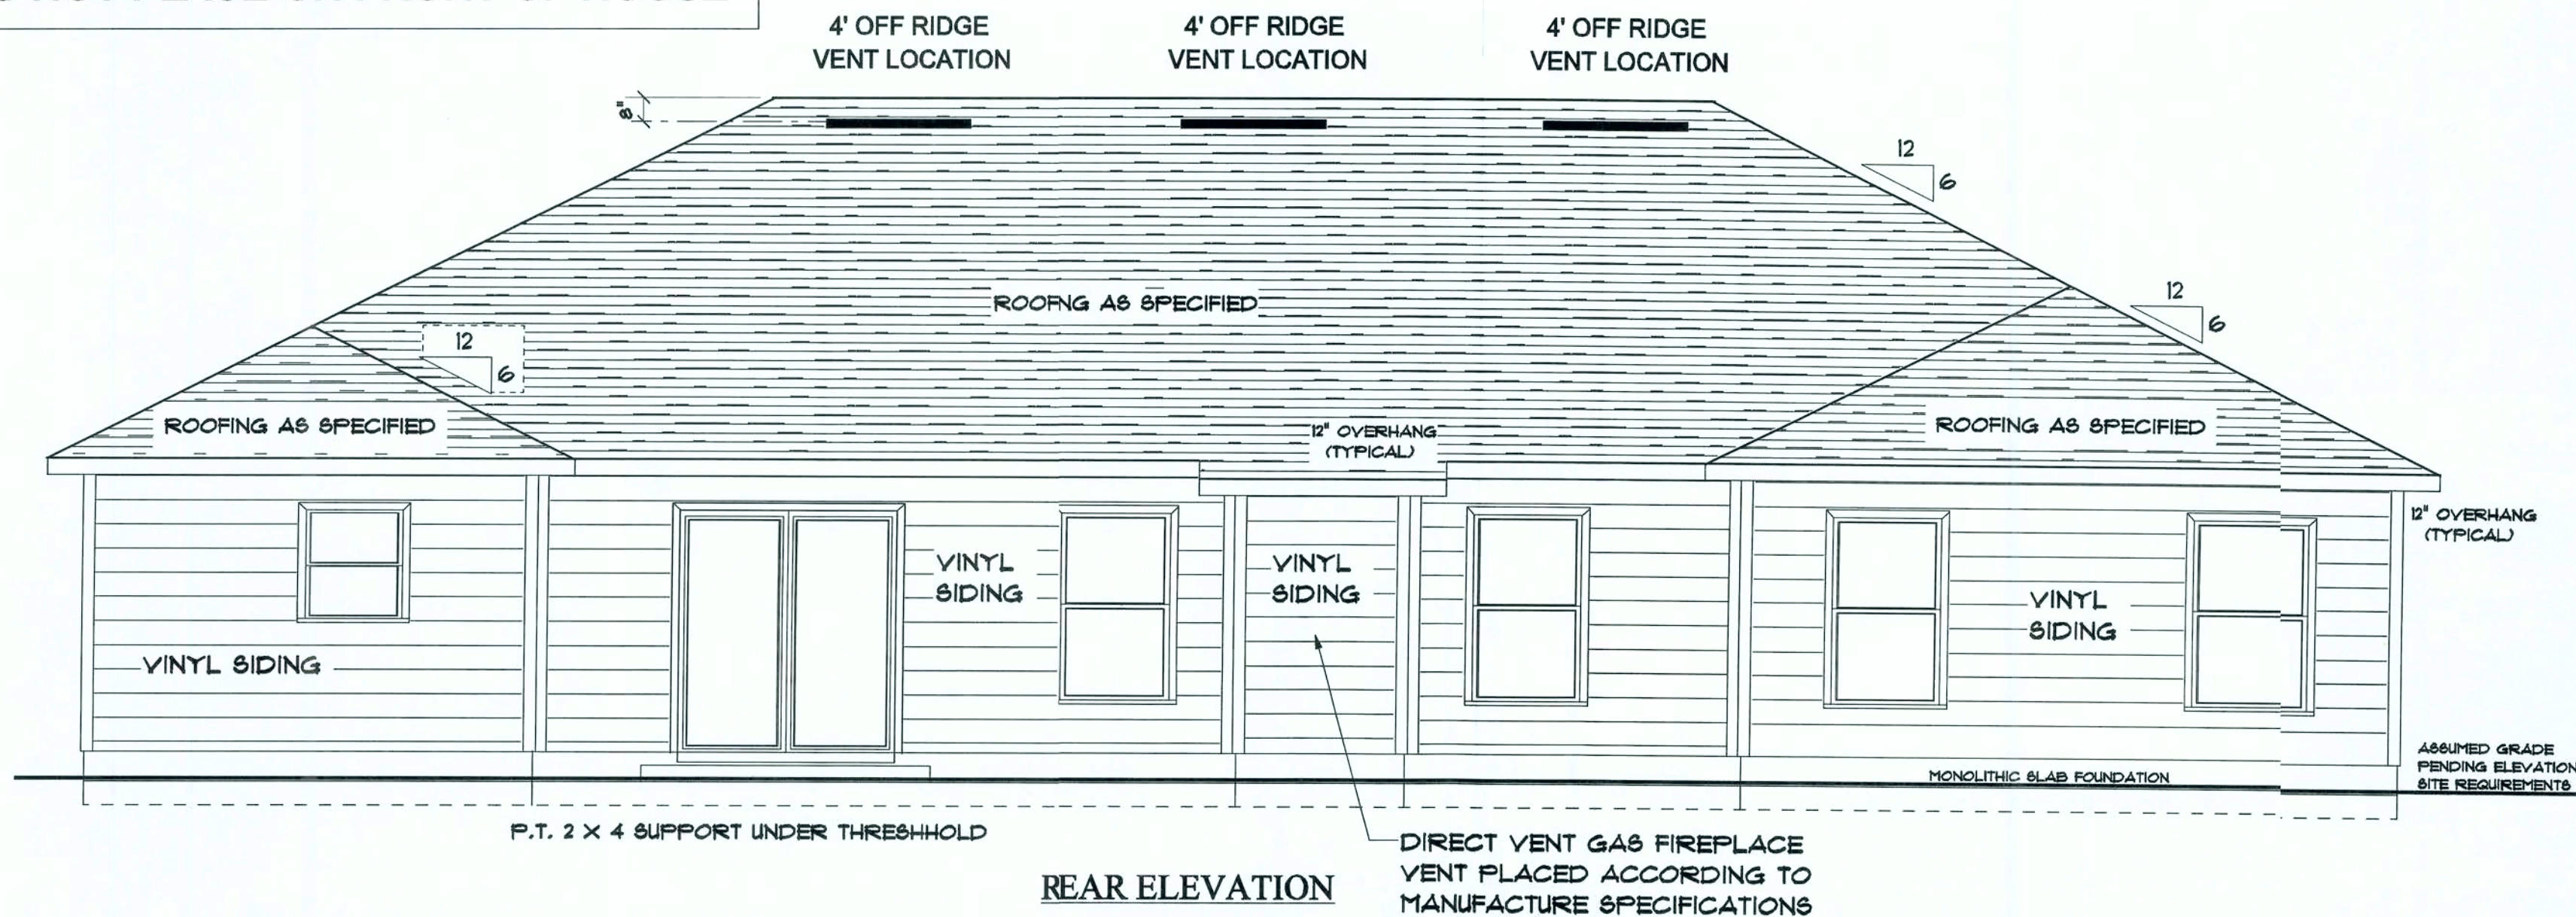 4' OFF RIDGE
VENT LOCATION
4' OFF RIDGE
VENT LOCATION
4' OFF RIDGE
VENT LOCATION
8"
12
6
12
6
ROOFNG AS SPECIFIED
12
6
ROOFING AS SPECIFIED
12" OVERHANG
(TYPICAL)
ROOFING AS SPECIFIED
12" OVERHANG
(TYPICAL)
VINYL
SIDING
VINYL
SIDING
VINYL
SIDING
VINYL SIDING
ASSUMED GRADE
PENDING ELEVATION
SITE REQUIREMENTS
MONOLITHIC SLAB FOUNDATION
P.T. 2 X 4 SUPPORT UNDER THRESHHOLD
DIRECT VENT GAS FIREPLACE
VENT PLACED ACCORDING TO
MANUFACTURE SPECIFICATIONS
REAR ELEVATION